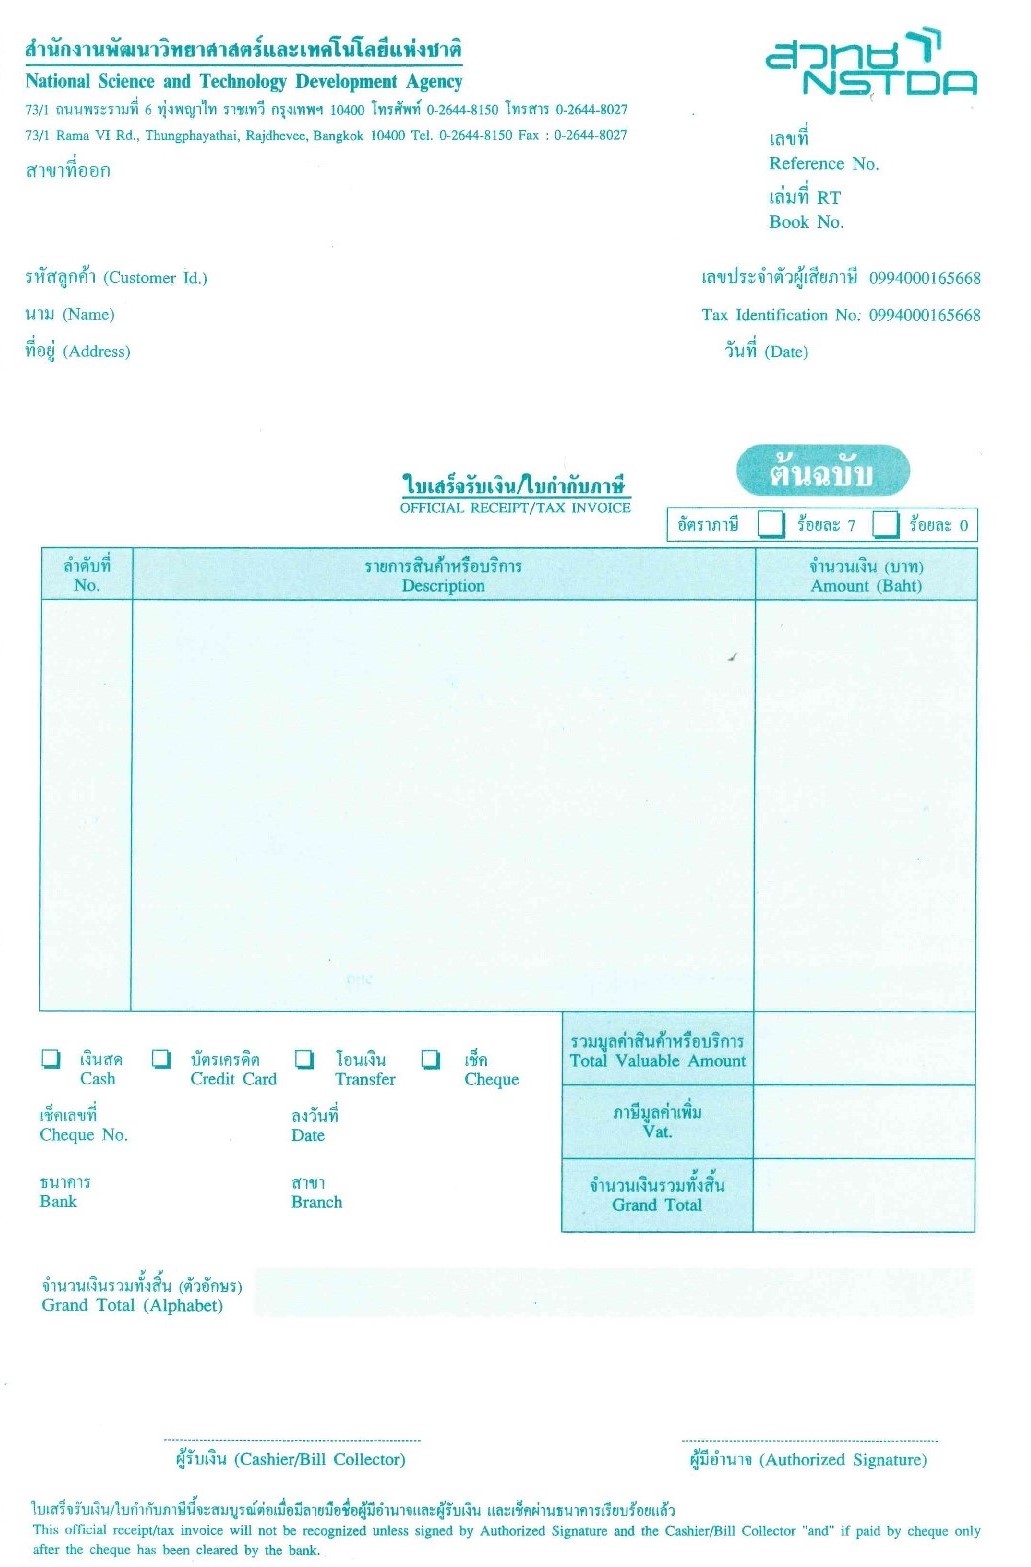 สำนักงานพัฒนาวิทยาศาสตร์และเทคโนโลยีแห่งชาติ
National Science and Technology Development Agency
73/1 ถนนพระรามที่ 6 ทุ่งพญาไท ราชเทวี กรุงเทพฯ 10400 โทรศัพท์ 0-2644-8150 โทรสาร 0-2644-8027
73/1 Rama VI Rd., Thungphayathai, Rajdhevee, Bangkok 10400 Tel. 0-2644-8150 Fax : 0-2644-8027
สาขาที่ออก
สวทช
NSTDA
เลขที่
Reference No.
เล่มที่ RT
Book No.
รหัสลูกค้า (Customer Id.)
นาม (Name)
ที่อยู่ (Address)
เลขประจำตัวผู้เสียภาษี 0994000165668
Tax Identification No: 0994000165668
วันที่ (Date)
ต้นฉบับ
ใบเสร็จรับเงิน/ใบกำกับภาษี
OFFICIAL RECEIPT/TAX INVOICE
อัตราภาษี ร้อยละ 7 ร้อยละ 0
ลำดับที่ รายการสินค้าหรือบริการ จำนวนเงิน (บาท)
No. Description Amount (Baht)
เงินสด บัตรเครดิต โอนเงิน เช็ค
Cash Credit Card Transfer Cheque
เช็คเลขที่ ลงวันที่
Cheque No. Date
ธนาคาร สาขา
Bank Branch
รวมมูลค่าสินค้าหรือบริการ
Total Valuable Amount
ภาษีมูลค่าเพิ่ม
Vat.
จำนวนเงินรวมทั้งสิ้น
Grand Total
จำนวนเงินรวมทั้งสิ้น (ตัวอักษร)
Grand Total (Alphabet)
ผู้รับเงิน (Cashier/Bill Collector) ผู้มีอำนาจ (Authorized Signature)
ใบเสร็จรับเงิน/ใบกำกับภาษีนี้จะสมบูรณ์ต่อเมื่อมีลายมือชื่อผู้มีอำนาจและผู้รับเงิน และเช็คผ่านธนาคารเรียบร้อยแล้ว
This official receipt/tax invoice will not be recognized unless signed by Authorized Signature and the Cashier/Bill Collector "and" if paid by cheque only
after the cheque has been cleared by the bank.